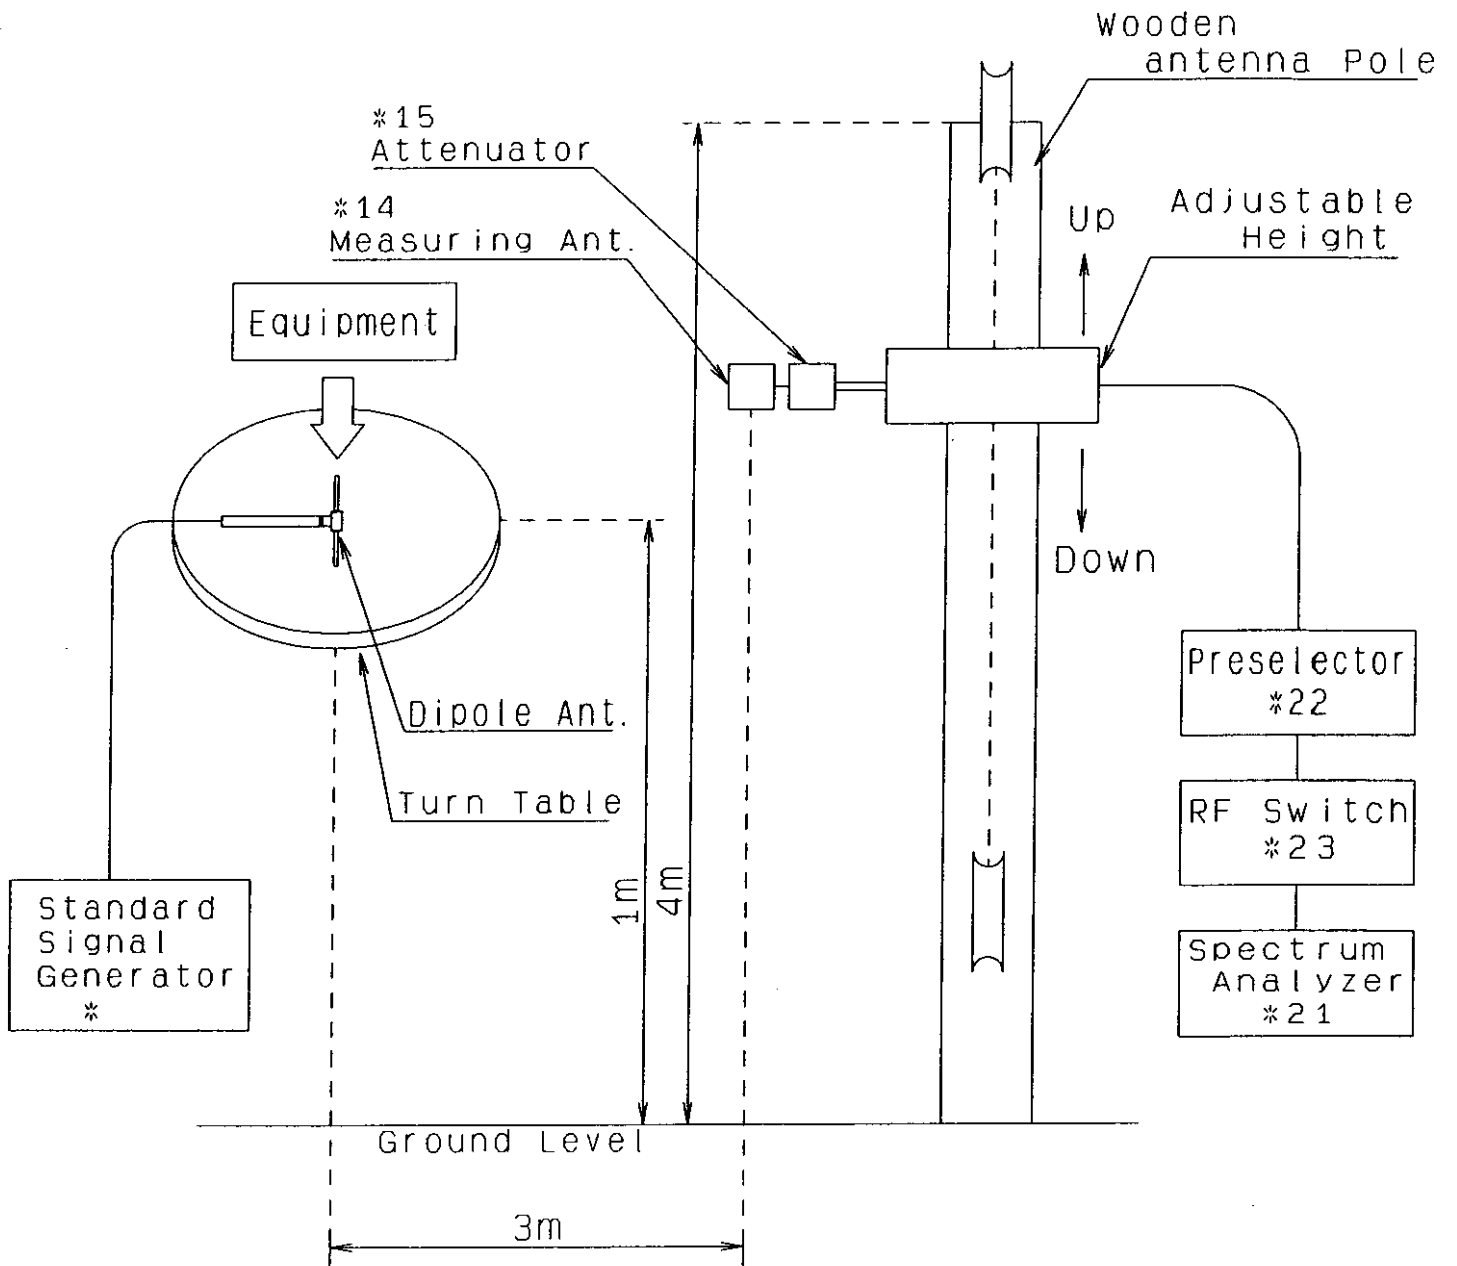 Wooden
antenna Pole
*15
Attenuator
*14
Measuring Ant.
Up
Adjustable
Height
Equipment
Down
Preselector
*22
Dipole Ant.
Turn Table
RF Switch
*23
1m
4m
Standard
Signal
Generator
*
Spectrum
Analyzer
*21
Ground Level
3m